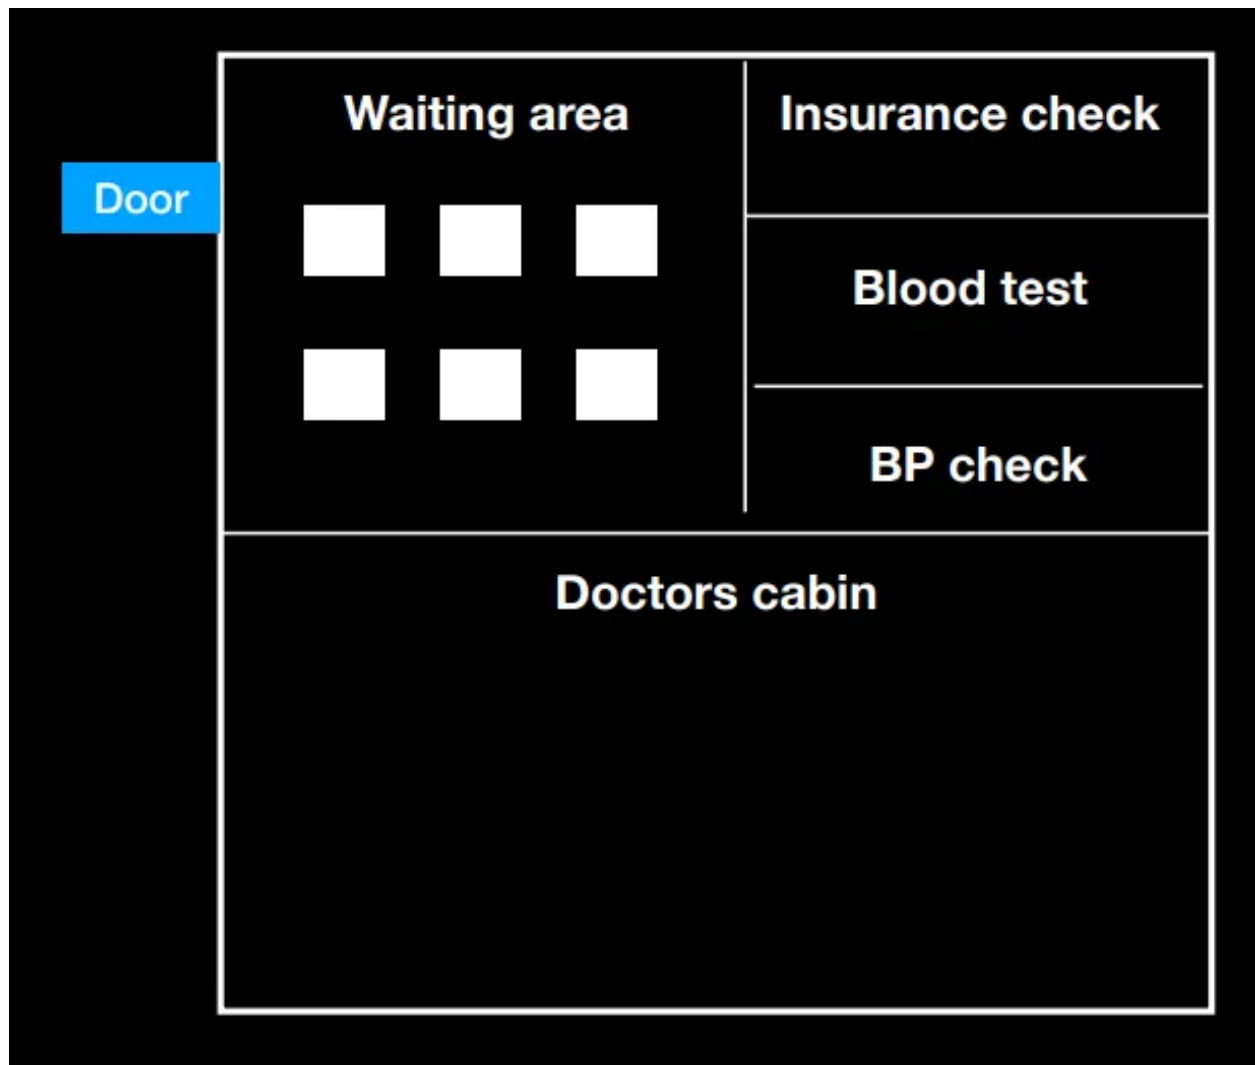 Waiting area
Insurance check
Door
Blood test
BP check
Doctors cabin